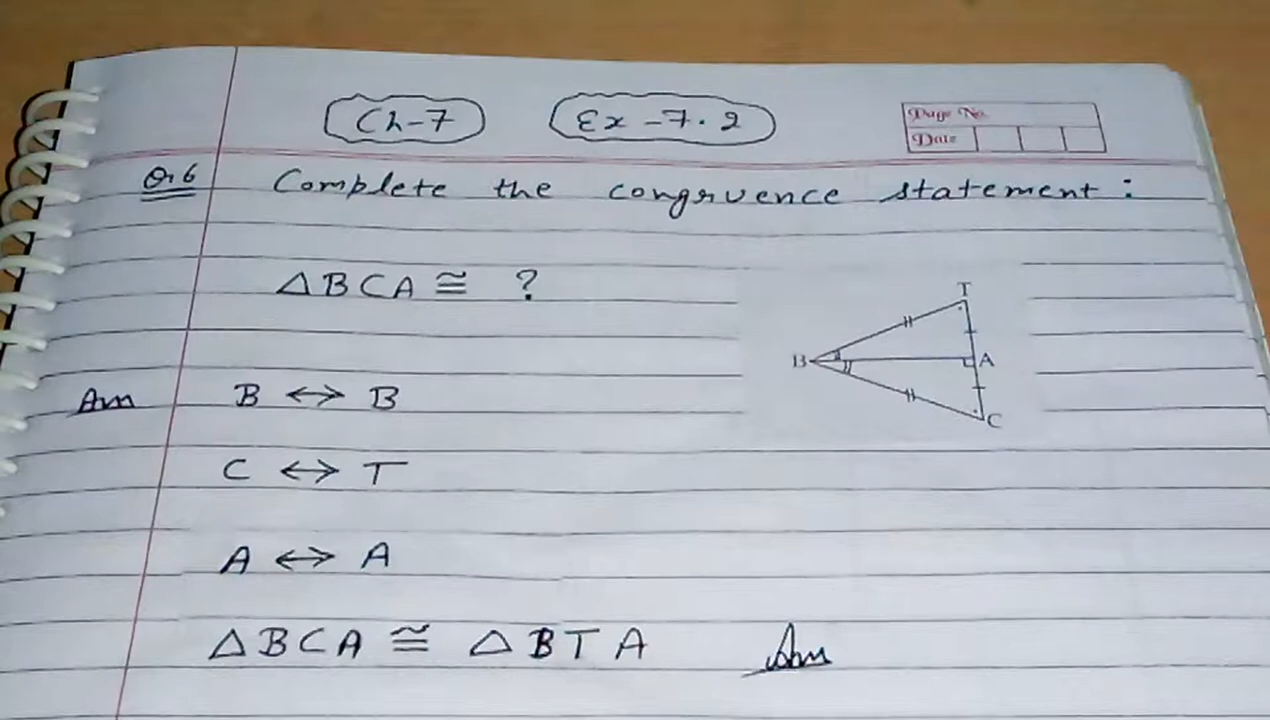 Ch-7 Ex-7.2
Page No.
Date
Q.6 Complete the congruence statement:
△BCA ≅ ?
T
B
A
C
Ans B ↔ B
C ↔ T
A ↔ A
△BCA ≅ △BTA Ans